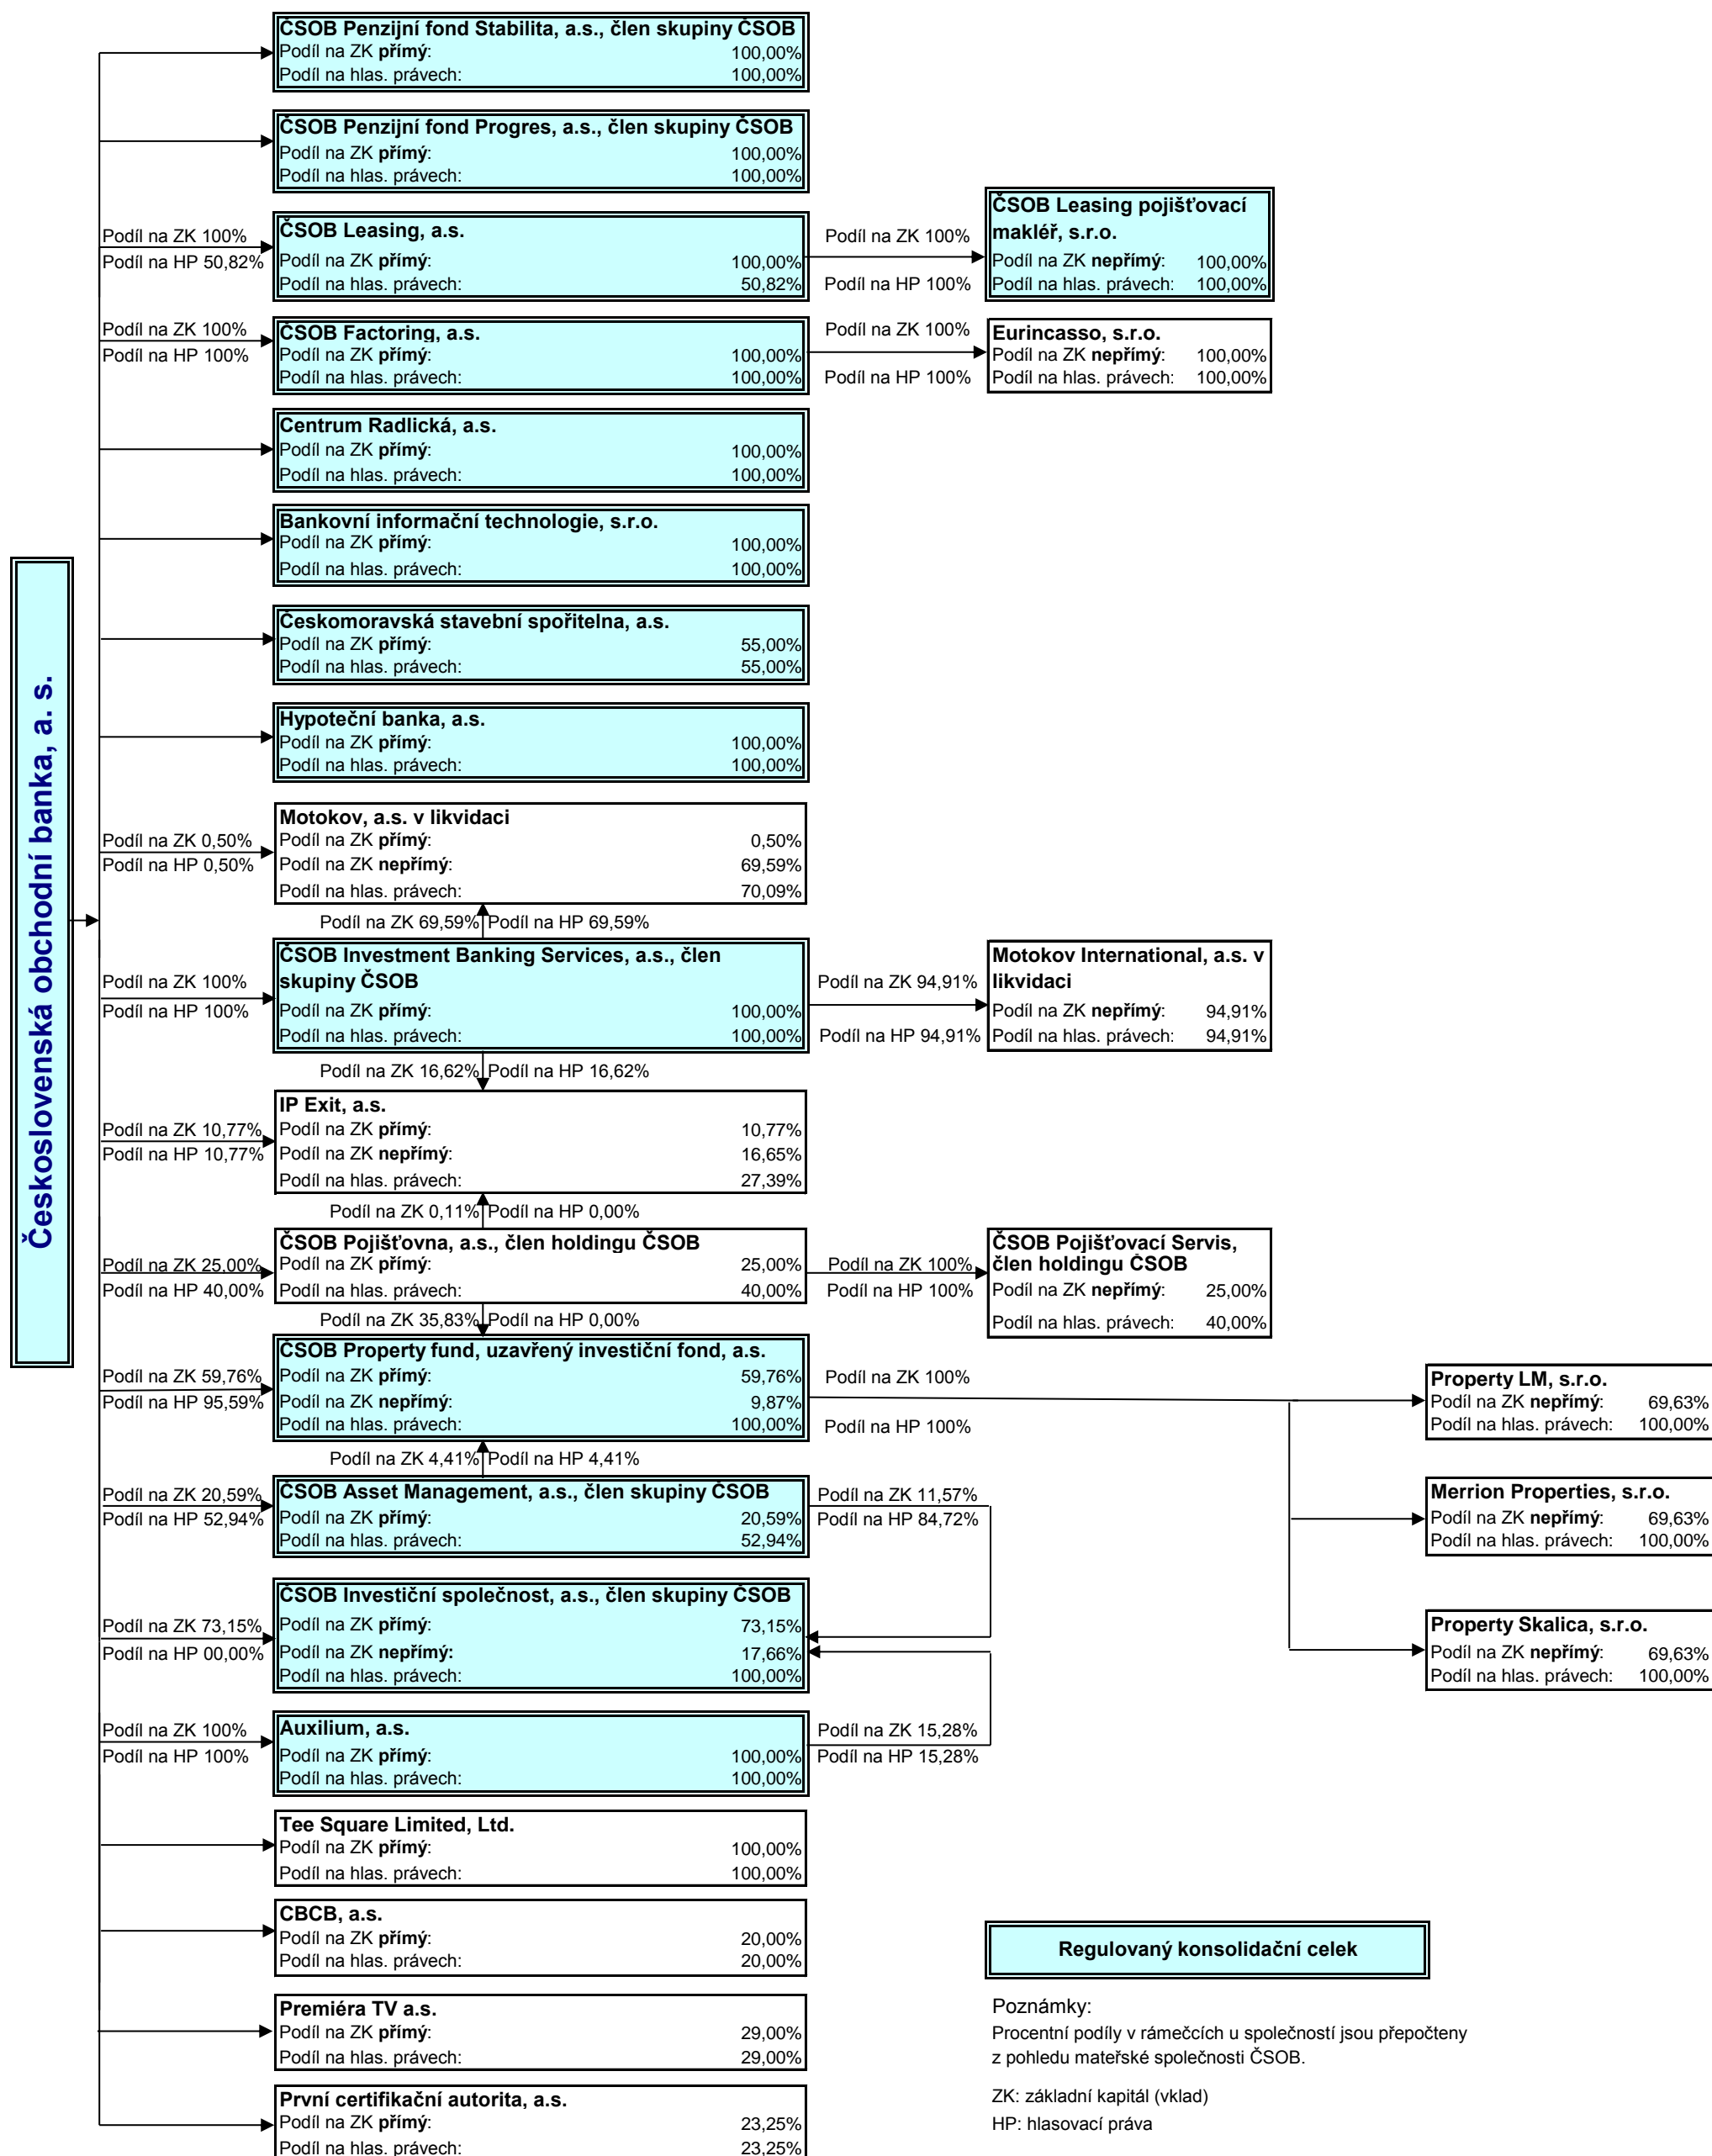 Československá obchodní banka, a. s.
ČSOB Penzijní fond Stabilita, a.s., člen skupiny ČSOB
Podíl na ZK přímý: 100,00%
Podíl na hlas. právech: 100,00%
ČSOB Penzijní fond Progres, a.s., člen skupiny ČSOB
Podíl na ZK přímý: 100,00%
Podíl na hlas. právech: 100,00%
Podíl na ZK 100%
Podíl na HP 50,82%
ČSOB Leasing, a.s.
Podíl na ZK přímý: 100,00%
Podíl na hlas. právech: 50,82%
Podíl na ZK 100%
Podíl na HP 100%
ČSOB Leasing pojišťovací
makléř, s.r.o.
Podíl na ZK nepřímý: 100,00%
Podíl na hlas. právech: 100,00%
Podíl na ZK 100%
Podíl na HP 100%
ČSOB Factoring, a.s.
Podíl na ZK přímý: 100,00%
Podíl na hlas. právech: 100,00%
Podíl na ZK 100%
Podíl na HP 100%
Eurincasso, s.r.o.
Podíl na ZK nepřímý: 100,00%
Podíl na hlas. právech: 100,00%
Centrum Radlická, a.s.
Podíl na ZK přímý: 100,00%
Podíl na hlas. právech: 100,00%
Bankovní informační technologie, s.r.o.
Podíl na ZK přímý: 100,00%
Podíl na hlas. právech: 100,00%
Českomoravská stavební spořitelna, a.s.
Podíl na ZK přímý: 55,00%
Podíl na hlas. právech: 55,00%
Hypoteční banka, a.s.
Podíl na ZK přímý: 100,00%
Podíl na hlas. právech: 100,00%
Podíl na ZK 0,50%
Podíl na HP 0,50%
Motokov, a.s. v likvidaci
Podíl na ZK přímý: 0,50%
Podíl na ZK nepřímý: 69,59%
Podíl na hlas. právech: 70,09%
Podíl na ZK 69,59% Podíl na HP 69,59%
Podíl na ZK 100%
Podíl na HP 100%
ČSOB Investment Banking Services, a.s., člen
skupiny ČSOB
Podíl na ZK přímý: 100,00%
Podíl na hlas. právech: 100,00%
Podíl na ZK 94,91%
Podíl na HP 94,91%
Motokov International, a.s. v
likvidaci
Podíl na ZK nepřímý: 94,91%
Podíl na hlas. právech: 94,91%
Podíl na ZK 16,62% Podíl na HP 16,62%
Podíl na ZK 10,77%
Podíl na HP 10,77%
IP Exit, a.s.
Podíl na ZK přímý: 10,77%
Podíl na ZK nepřímý: 16,65%
Podíl na hlas. právech: 27,39%
Podíl na ZK 0,11% Podíl na HP 0,00%
Podíl na ZK 25,00%
Podíl na HP 40,00%
ČSOB Pojišťovna, a.s., člen holdingu ČSOB
Podíl na ZK přímý: 25,00%
Podíl na hlas. právech: 40,00%
Podíl na ZK 100%
Podíl na HP 100%
ČSOB Pojišťovací Servis,
člen holdingu ČSOB
Podíl na ZK nepřímý: 25,00%
Podíl na hlas. právech: 40,00%
Podíl na ZK 35,83% Podíl na HP 0,00%
Podíl na ZK 59,76%
Podíl na HP 95,59%
ČSOB Property fund, uzavřený investiční fond, a.s.
Podíl na ZK přímý: 59,76%
Podíl na ZK nepřímý: 9,87%
Podíl na hlas. právech: 100,00%
Podíl na ZK 100%
Podíl na HP 100%
Property LM, s.r.o.
Podíl na ZK nepřímý: 69,63%
Podíl na hlas. právech: 100,00%
Podíl na ZK 4,41% Podíl na HP 4,41%
Podíl na ZK 20,59%
Podíl na HP 52,94%
ČSOB Asset Management, a.s., člen skupiny ČSOB
Podíl na ZK přímý: 20,59%
Podíl na hlas. právech: 52,94%
Podíl na ZK 11,57%
Podíl na HP 84,72%
Merrion Properties, s.r.o.
Podíl na ZK nepřímý: 69,63%
Podíl na hlas. právech: 100,00%
Podíl na ZK 73,15%
Podíl na HP 00,00%
ČSOB Investiční společnost, a.s., člen skupiny ČSOB
Podíl na ZK přímý: 73,15%
Podíl na ZK nepřímý: 17,66%
Podíl na hlas. právech: 100,00%
Property Skalica, s.r.o.
Podíl na ZK nepřímý: 69,63%
Podíl na hlas. právech: 100,00%
Podíl na ZK 100%
Podíl na HP 100%
Auxilium, a.s.
Podíl na ZK přímý: 100,00%
Podíl na hlas. právech: 100,00%
Podíl na ZK 15,28%
Podíl na HP 15,28%
Tee Square Limited, Ltd.
Podíl na ZK přímý: 100,00%
Podíl na hlas. právech: 100,00%
CBCB, a.s.
Podíl na ZK přímý: 20,00%
Podíl na hlas. právech: 20,00%
Premiéra TV a.s.
Podíl na ZK přímý: 29,00%
Podíl na hlas. právech: 29,00%
První certifikační autorita, a.s.
Podíl na ZK přímý: 23,25%
Podíl na hlas. právech: 23,25%
Regulovaný konsolidační celek
Poznámky:
Procentní podíly v rámečcích u společností jsou přepočteny
z pohledu mateřské společnosti ČSOB.
ZK: základní kapitál (vklad)
HP: hlasovací práva